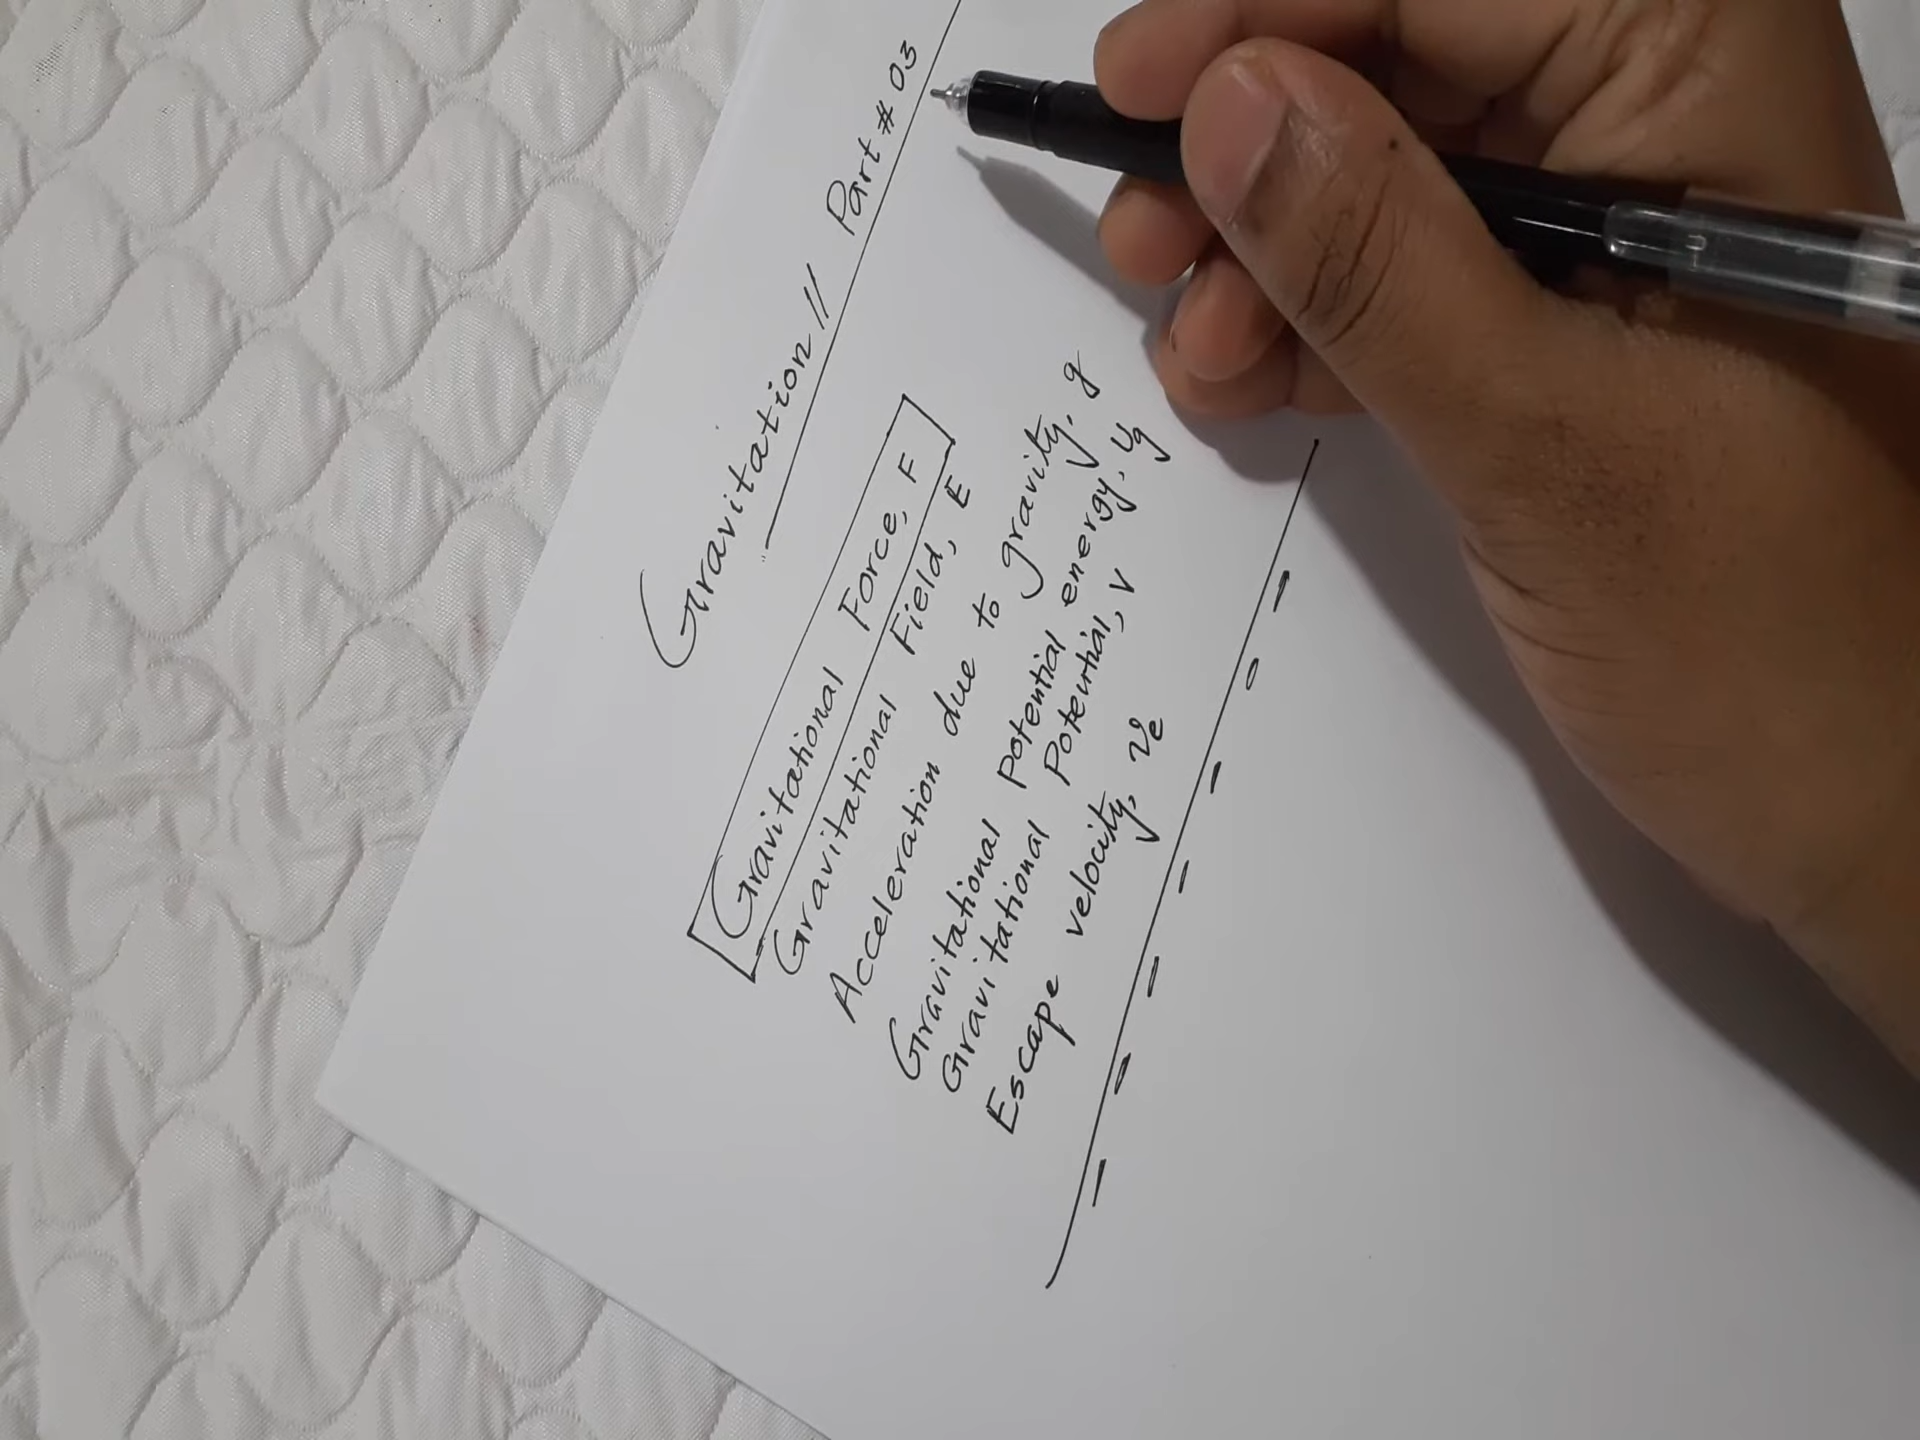 Gravitation // Part # 03
Gravitational Force, F
Gravitational Field, E
Acceleration due to gravity, g
Gravitational potential energy, Ug
Gravitational Potential, V
Escape velocity, ve